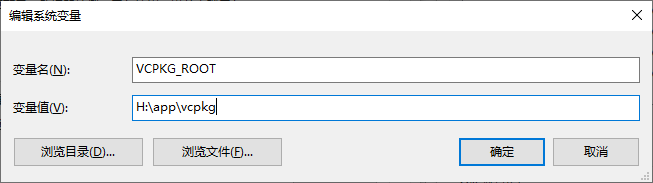 编辑系统变量
变量名(N):
VCPKG_ROOT
变量值(V):
H:\app\vcpkg
浏览目录(D)...
浏览文件(F)...
确定
取消